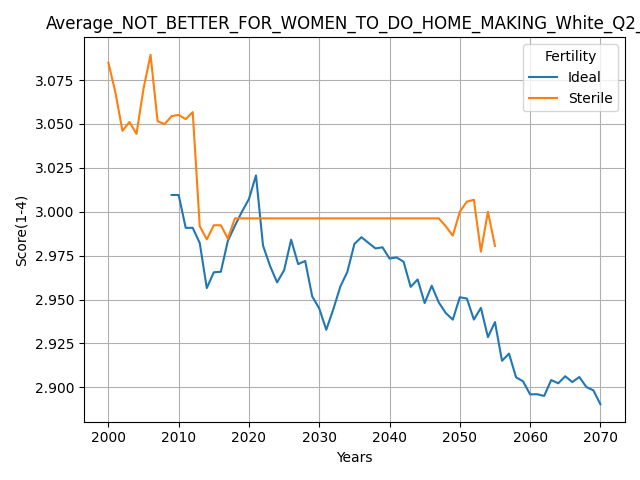 Average_NOT_BETTER_FOR_WOMEN_TO_DO_HOME_MAKING_White_Q2_
Fertility
Ideal
Sterile
Score(1-4)
3.075
3.050
3.025
3.000
2.975
2.950
2.925
2.900
2000 2010 2020 2030 2040 2050 2060 2070
Years